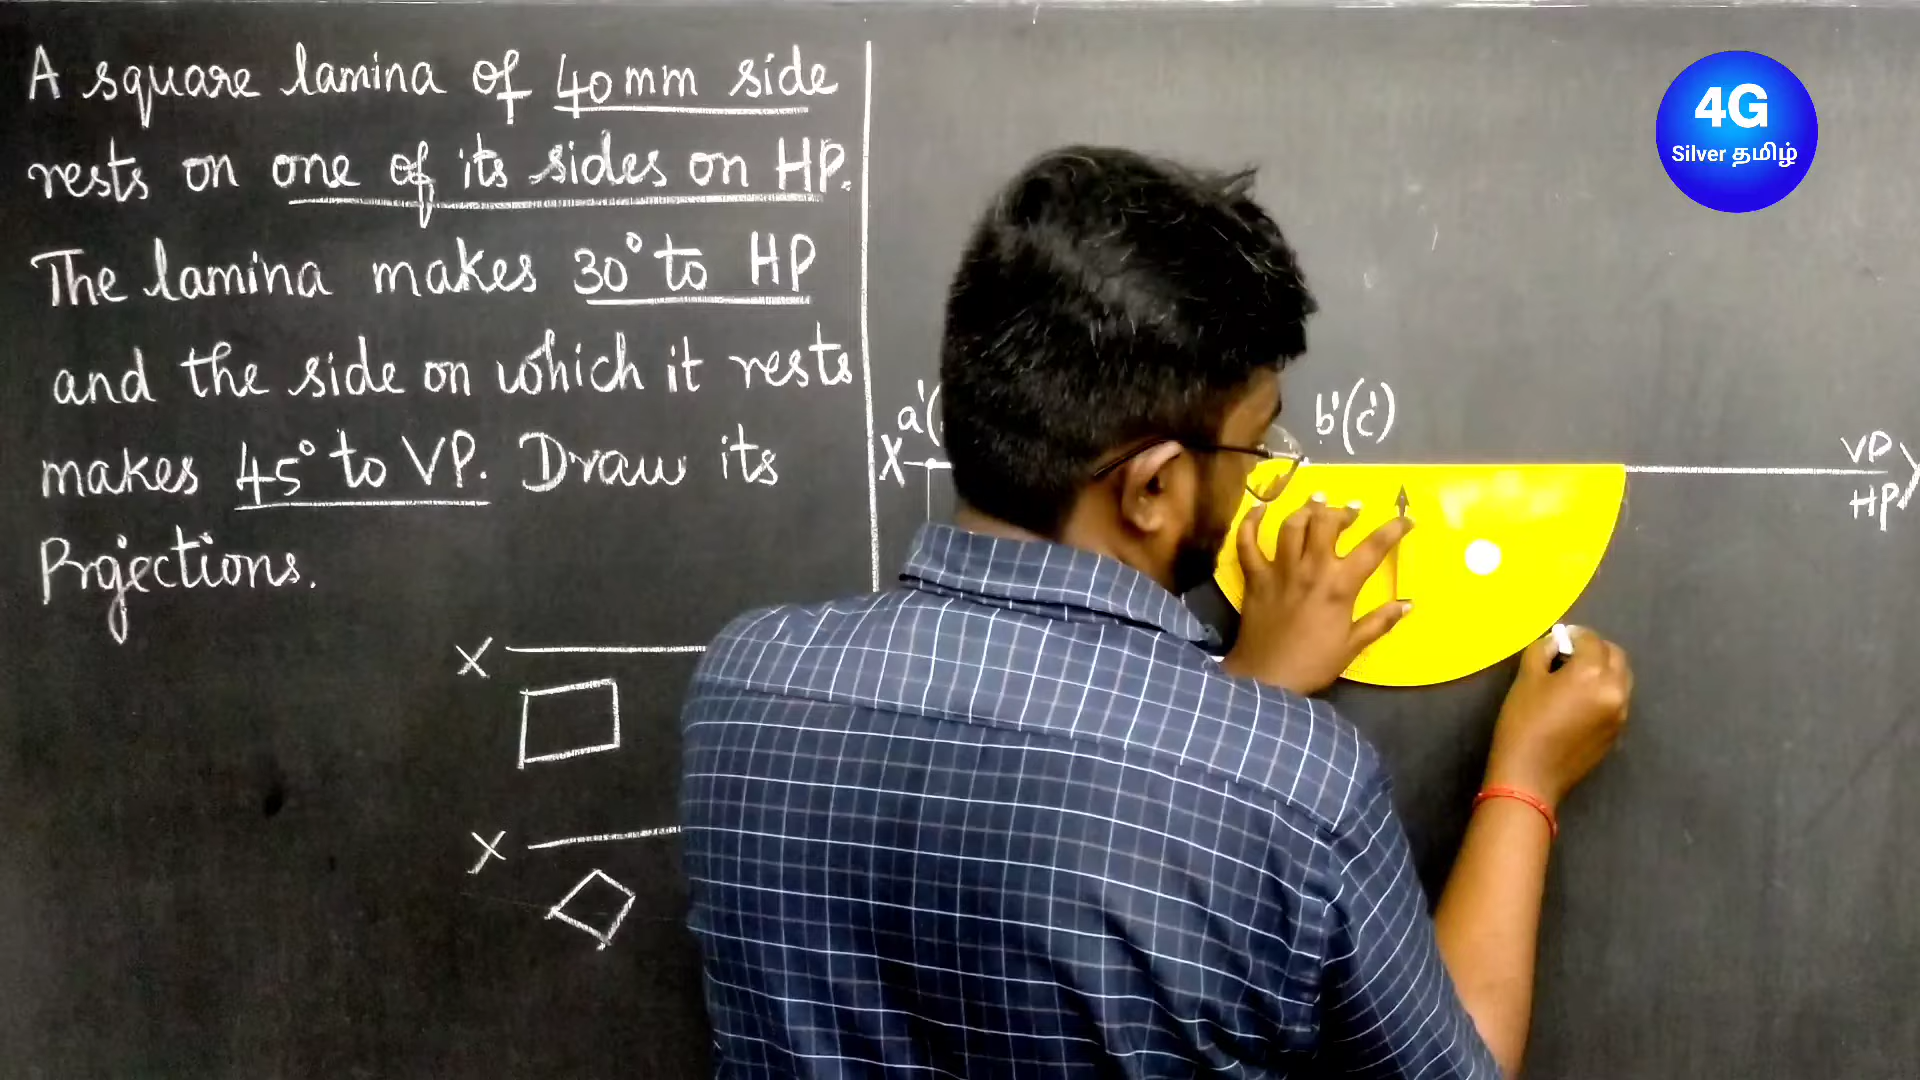 A square lamina of 40mm side
rests on one of its sides on HP.
The lamina makes 30° to HP
and the side on which it rests
makes 45° to VP. Draw its
Projections.
X
X
4G
Silver தமிழ்
a'(
b'(c')
X
VP
HP
Y